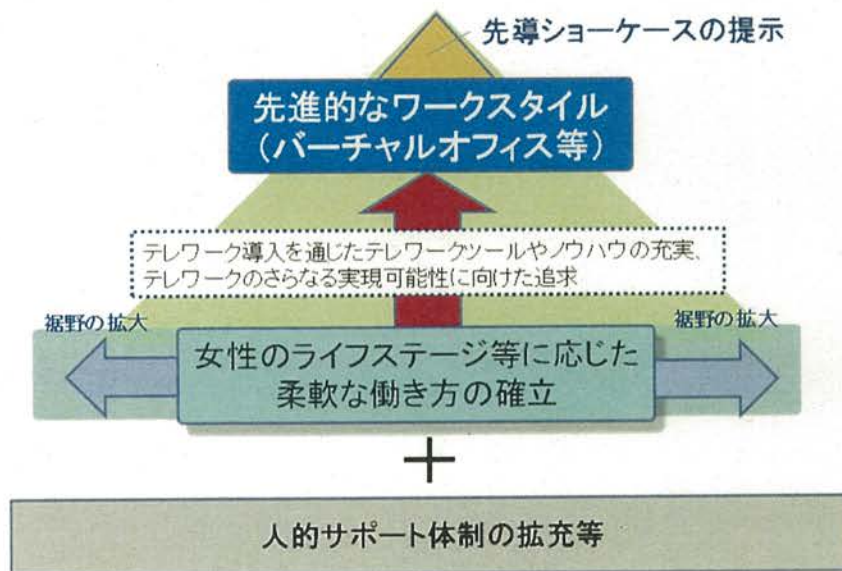 先導ショーケースの提示
先進的なワークスタイル
（バーチャルオフィス等）
テレワーク導入を通じたテレワークツールやノウハウの充実、
テレワークのさらなる実現可能性に向けた追求
裾野の拡大
裾野の拡大
女性のライフステージ等に応じた
柔軟な働き方の確立
＋
人的サポート体制の拡充等